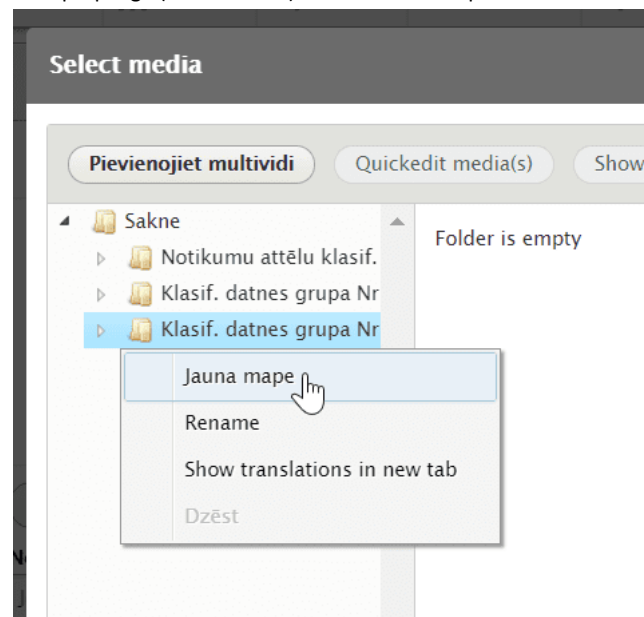 Select media
Pievienojiet multividi Quickedit media(s) Show
Sakne
Notikumu attēlu klasif.
Klasif. datnes grupa Nr
Klasif. datnes grupa Nr
Folder is empty
Jauna mape
Rename
Show translations in new tab
Dzēst